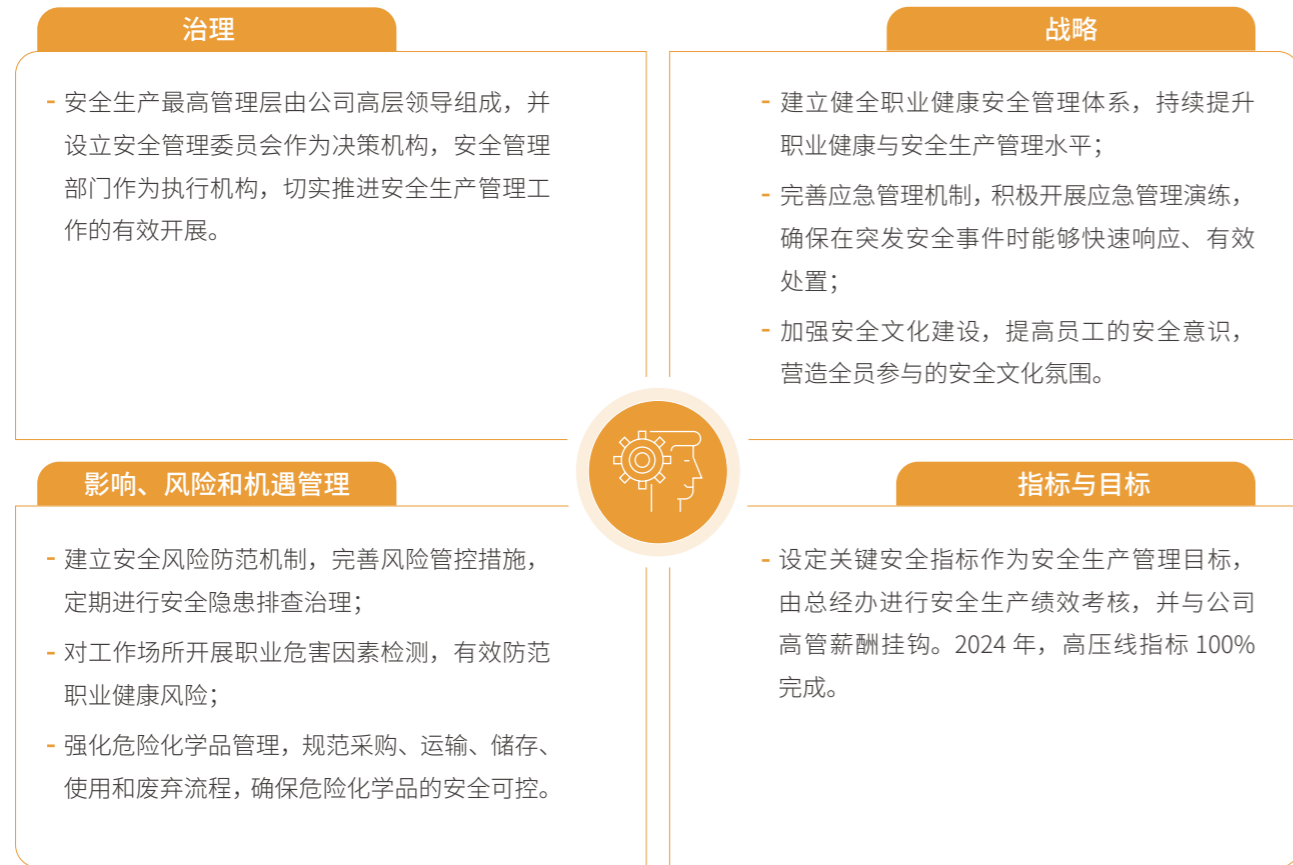 治理
- 安全生产最高管理层由公司高层领导组成，并
设立安全管理委员会作为决策机构，安全管理
部门作为执行机构，切实推进安全生产管理工
作的有效开展。
战略
- 建立健全职业健康安全管理体系，持续提升
职业健康与安全生产管理水平；
- 完善应急管理机制，积极开展应急管理演练，
确保在突发安全事件时能够快速响应、有效
处置；
- 加强安全文化建设，提高员工的安全意识，
营造全员参与的安全文化氛围。
影响、风险和机遇管理
- 建立安全风险防范机制，完善风险管控措施，
定期进行安全隐患排查治理；
- 对工作场所开展职业危害因素检测，有效防范
职业健康风险；
- 强化危险化学品管理，规范采购、运输、储存、
使用和废弃流程，确保危险化学品的安全可控。
指标与目标
- 设定关键安全指标作为安全生产管理目标，
由总经办进行安全生产绩效考核，并与公司
高管薪酬挂钩。2024 年，高压线指标 100%
完成。